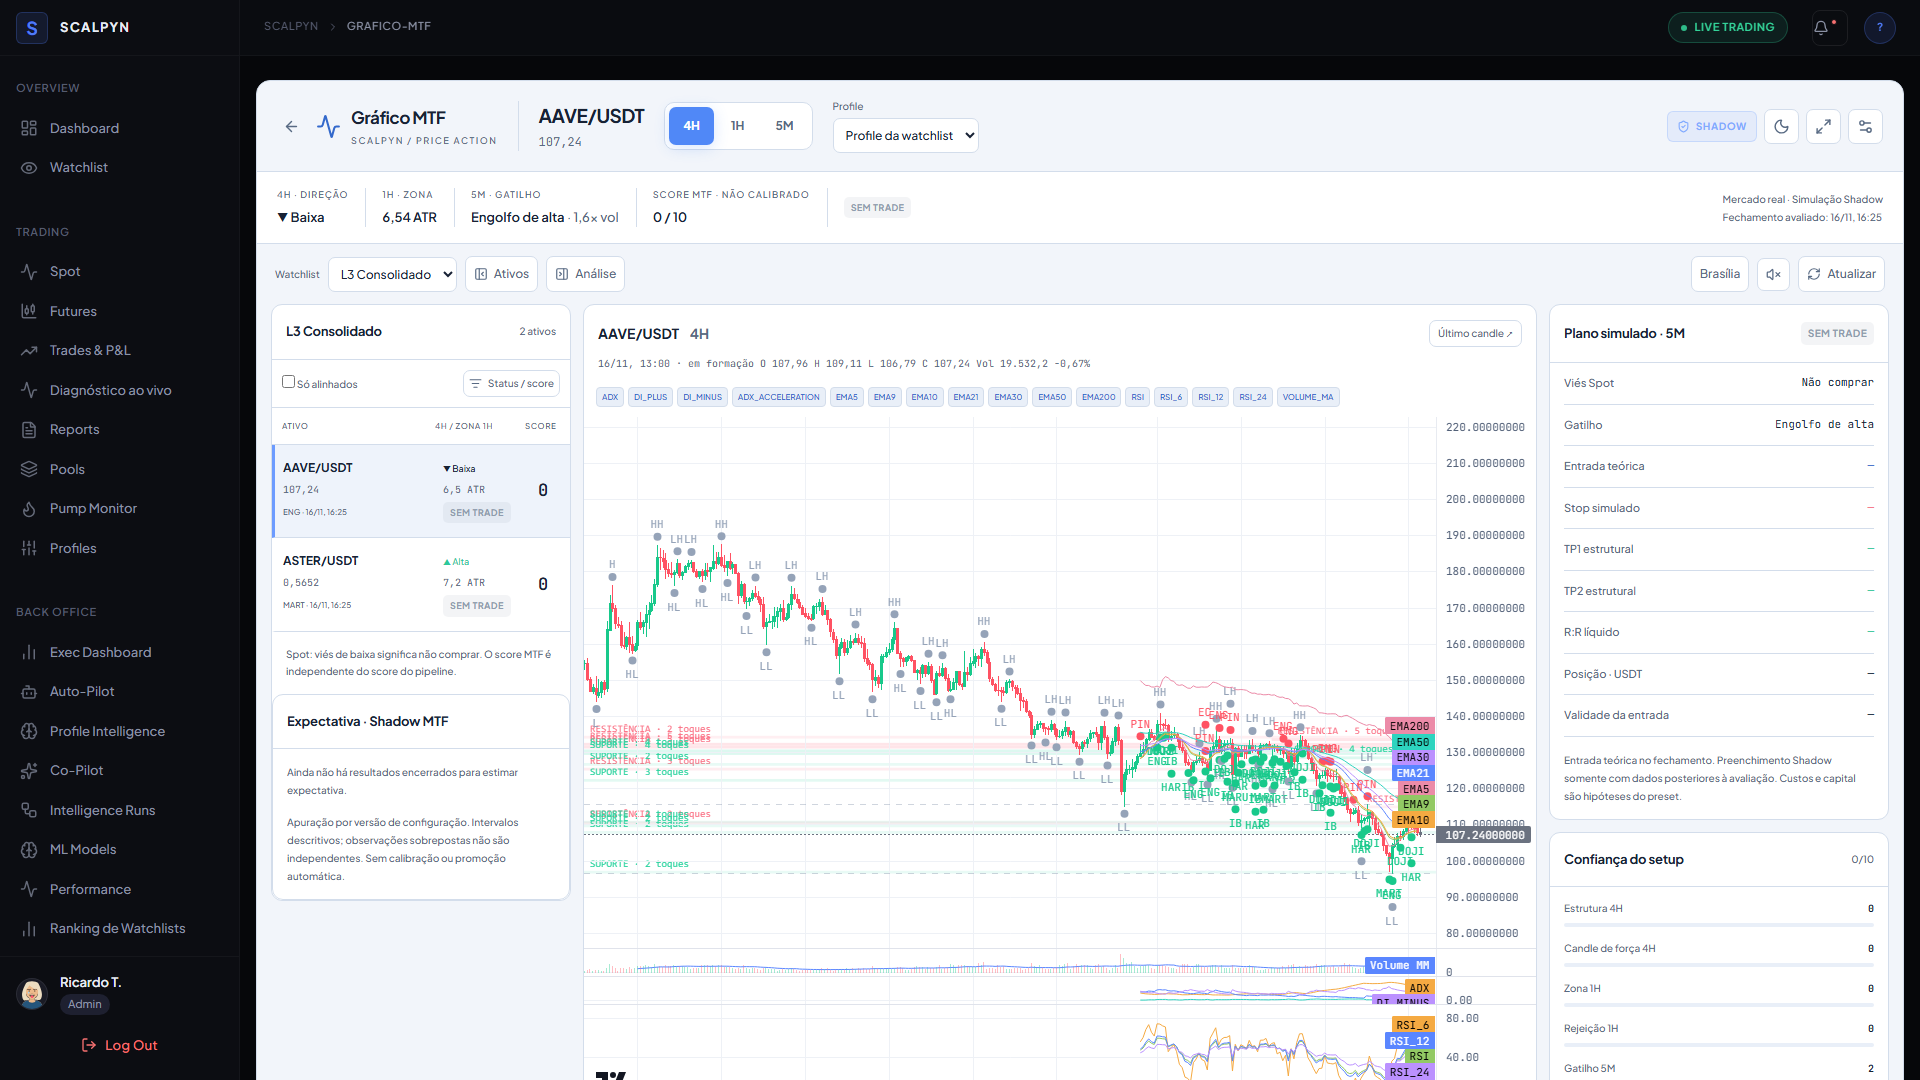 S SCALPYN
SCALPYN > GRAFICO-MTF
LIVE TRADING
?
OVERVIEW
Dashboard
Watchlist
TRADING
Spot
Futures
Trades & P&L
Diagnóstico ao vivo
Reports
Pools
Pump Monitor
Profiles
BACK OFFICE
Exec Dashboard
Auto-Pilot
Profile Intelligence
Co-Pilot
Intelligence Runs
ML Models
Performance
Ranking de Watchlists
Ricardo T.
Admin
Log Out
Gráfico MTF
SCALPYN / PRICE ACTION
AAVE/USDT
107,24
4H 1H 5M
Profile
Profile da watchlist
SHADOW
4H · DIREÇÃO
▼ Baixa
1H · ZONA
6,54 ATR
5M · GATILHO
Engolfo de alta · 1,6× vol
SCORE MTF · NÃO CALIBRADO
0 / 10
SEM TRADE
Mercado real · Simulação Shadow
Fechamento avaliado: 16/11, 16:25
Watchlist
L3 Consolidado
Ativos
Análise
Brasília
Atualizar
L3 Consolidado
2 ativos
Só alinhados
Status / score
ATIVO 4H / ZONA 1H SCORE
AAVE/USDT ▼ Baixa
107,24 6,5 ATR 0
ENG · 16/11, 16:25 SEM TRADE
ASTER/USDT ▲ Alta
0,5652 7,2 ATR 0
MART · 16/11, 16:25 SEM TRADE
Spot: viés de baixa significa não comprar. O score MTF é
independente do score do pipeline.
Expectativa · Shadow MTF
Ainda não há resultados encerrados para estimar
expectativa.
Apuração por versão de configuração. Intervalos
descritivos; observações sobrepostas não são
independentes. Sem calibração ou promoção
automática.
AAVE/USDT 4H
Último candle ↗
16/11, 13:00 · em formação O 107,96 H 109,11 L 106,79 C 107,24 Vol 19.532,2 -0,67%
ADX DI_PLUS DI_MINUS ADX_ACCELERATION EMA5 EMA9 EMA10 EMA21 EMA30 EMA50 EMA200 RSI RSI_6 RSI_12 RSI_24 VOLUME_MA
220.00000000
210.00000000
200.00000000
190.00000000
180.00000000
170.00000000
160.00000000
150.00000000
140.00000000
130.00000000
120.00000000
110.00000000
107.24000000
100.00000000
90.00000000
80.00000000
RESISTÊNCIA · 2 toques
SUPORTE · 4 toques
SUPORTE · 3 toques
SUPORTE · 2 toques
EMA200
EMA50
EMA30
EMA21
EMA5
EMA9
EMA10
Volume MM
0
ADX
DI_MINUS
0.00
80.00
RSI_6
RSI_12
RSI
40.00
RSI_24
Plano simulado · 5M
SEM TRADE
Viés Spot Não comprar
Gatilho Engolfo de alta
Entrada teórica —
Stop simulado —
TP1 estrutural —
TP2 estrutural —
R:R líquido —
Posição · USDT —
Validade da entrada —
Entrada teórica no fechamento. Preenchimento Shadow
somente com dados posteriores à avaliação. Custos e capital
são hipóteses do preset.
Confiança do setup 0/10
Estrutura 4H 0
Candle de força 4H 0
Zona 1H 0
Rejeição 1H 0
Gatilho 5M 2